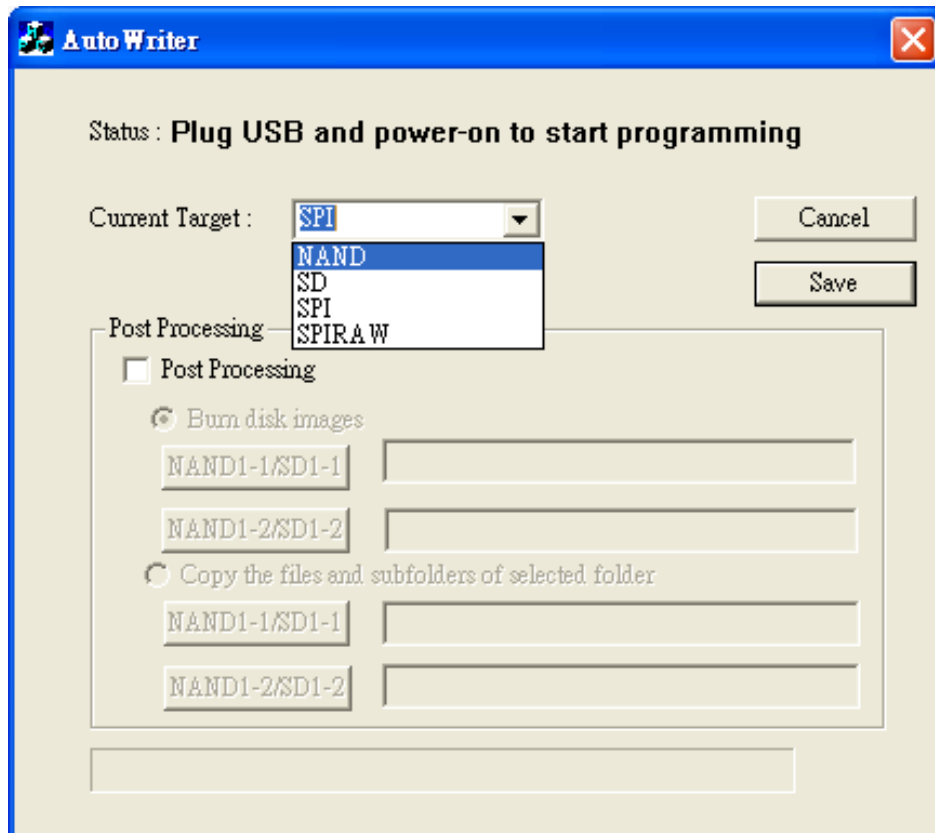 AutoWriter
Status : Plug USB and power-on to start programming
Current Target : SPI Cancel
NAND
SD
SPI
SPIRAW
Save
Post Processing
Post Processing
Burn disk images
NAND1-1/SD1-1
NAND1-2/SD1-2
Copy the files and subfolders of selected folder
NAND1-1/SD1-1
NAND1-2/SD1-2